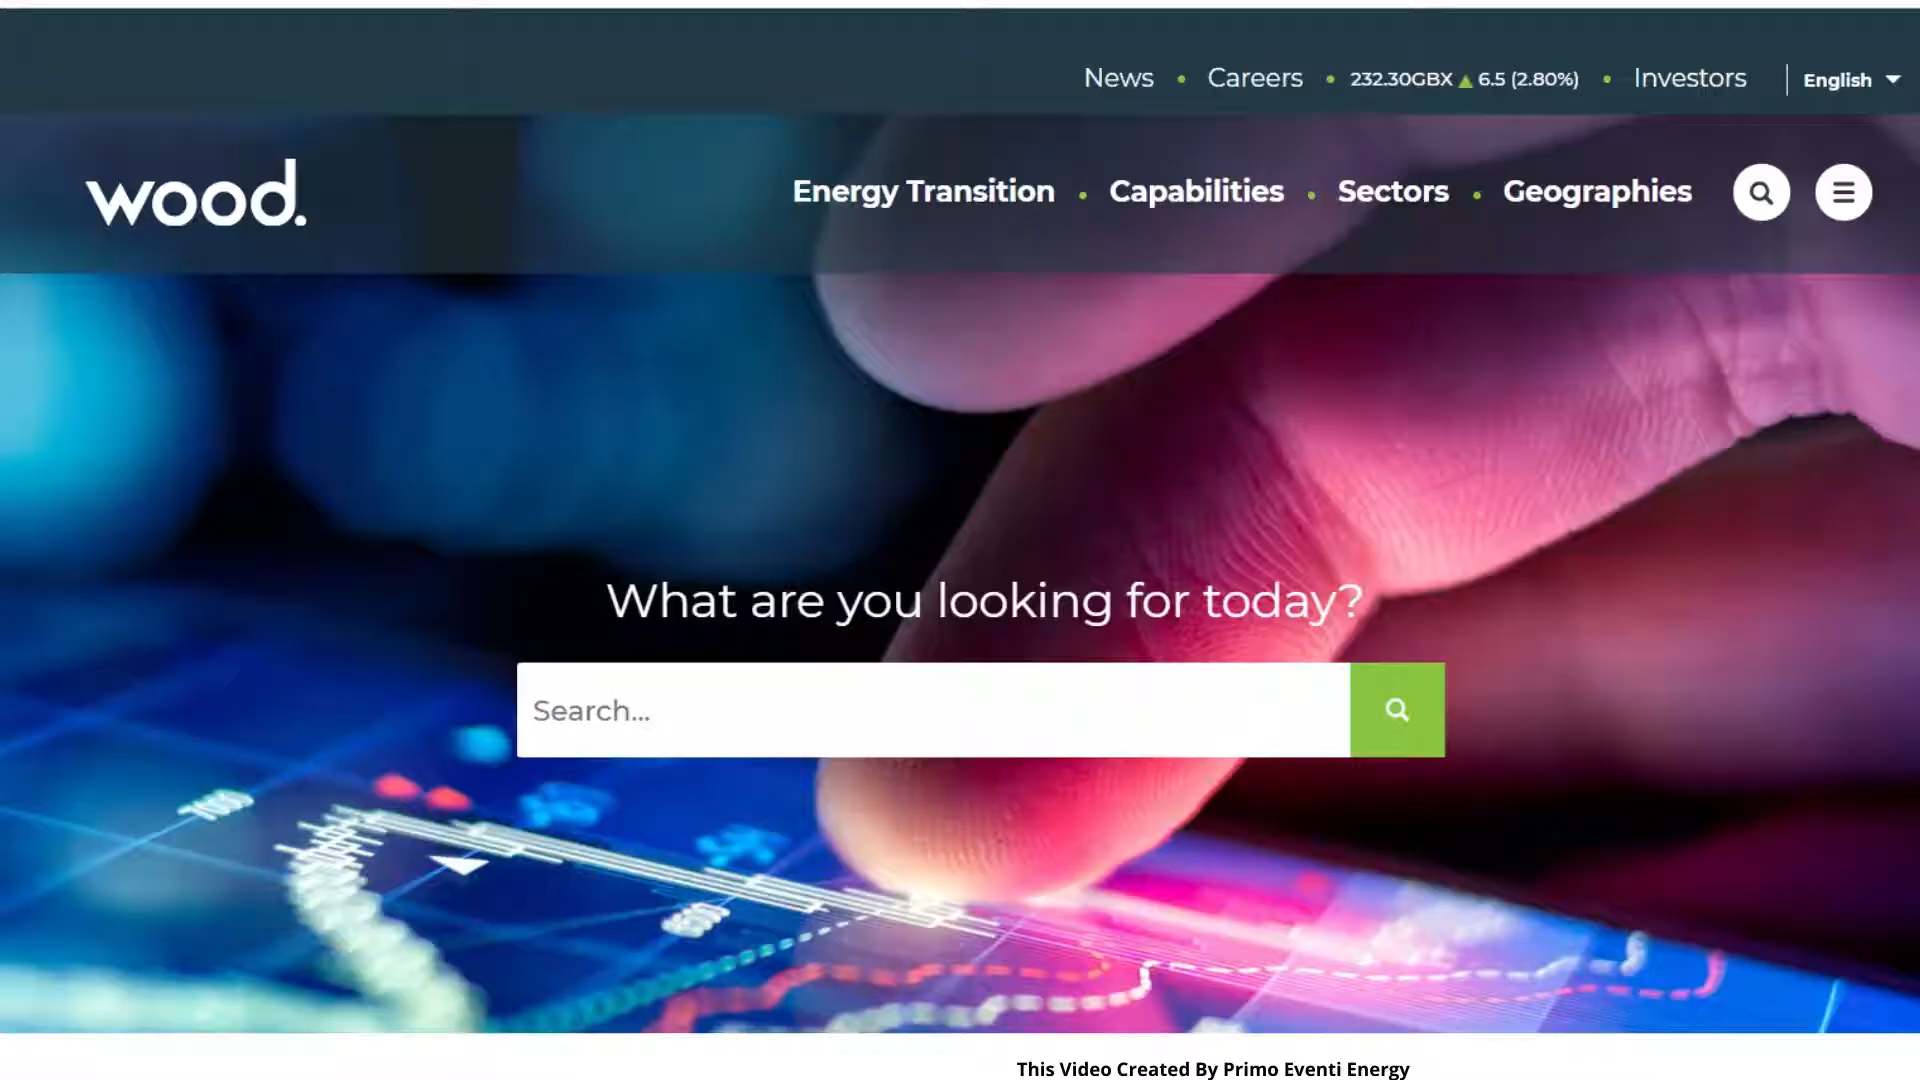 News • Careers • 232.30GBX ▲ 6.5 (2.80%) • Investors | English
wood.
Energy Transition • Capabilities • Sectors • Geographies
What are you looking for today?
Search...
This Video Created By Primo Eventi Energy